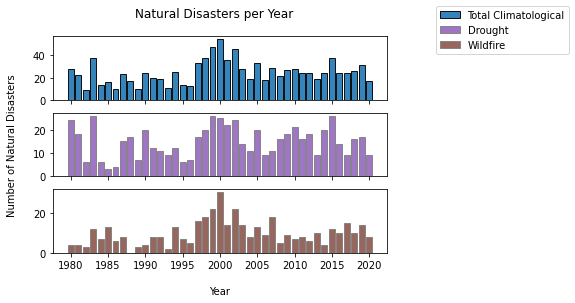 Natural Disasters per Year
Total Climatological
Drought
Wildfire
Number of Natural Disasters
40
20
0
20
10
0
20
0
1980 1985 1990 1995 2000 2005 2010 2015 2020
Year